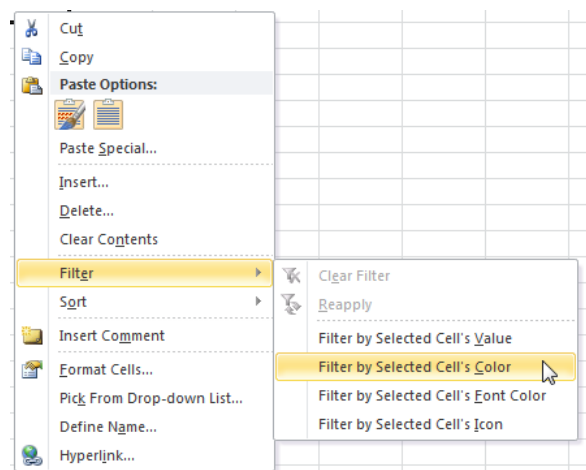 Cut
Copy
Paste Options:
Paste Special...
Insert...
Delete...
Clear Contents
Filter
Sort
Insert Comment
Format Cells...
Pick From Drop-down List...
Define Name...
Hyperlink...
Clear Filter
Reapply
Filter by Selected Cell's Value
Filter by Selected Cell's Color
Filter by Selected Cell's Font Color
Filter by Selected Cell's Icon